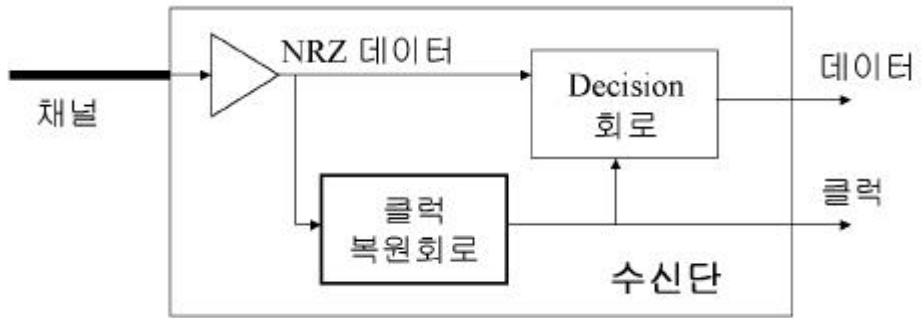 NRZ 데이터
채널
Decision
회로
데이터
클럭
복원회로
클럭
수신단